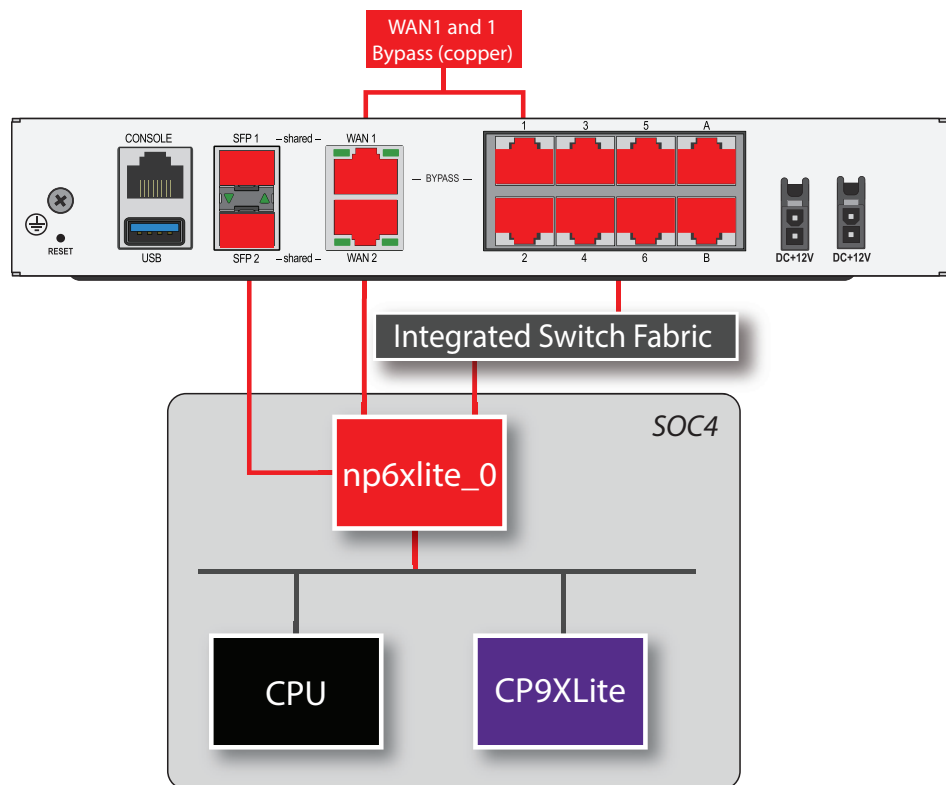 WAN1 and 1
Bypass (copper)
CONSOLE
SFP 1
–shared–
WAN 1
1
3
5
A
– BYPASS –
RESET
USB
SFP 2
–shared–
WAN 2
2
4
6
B
DC+12V
DC+12V
Integrated Switch Fabric
SOC4
np6xlite_0
CPU
CP9XLite